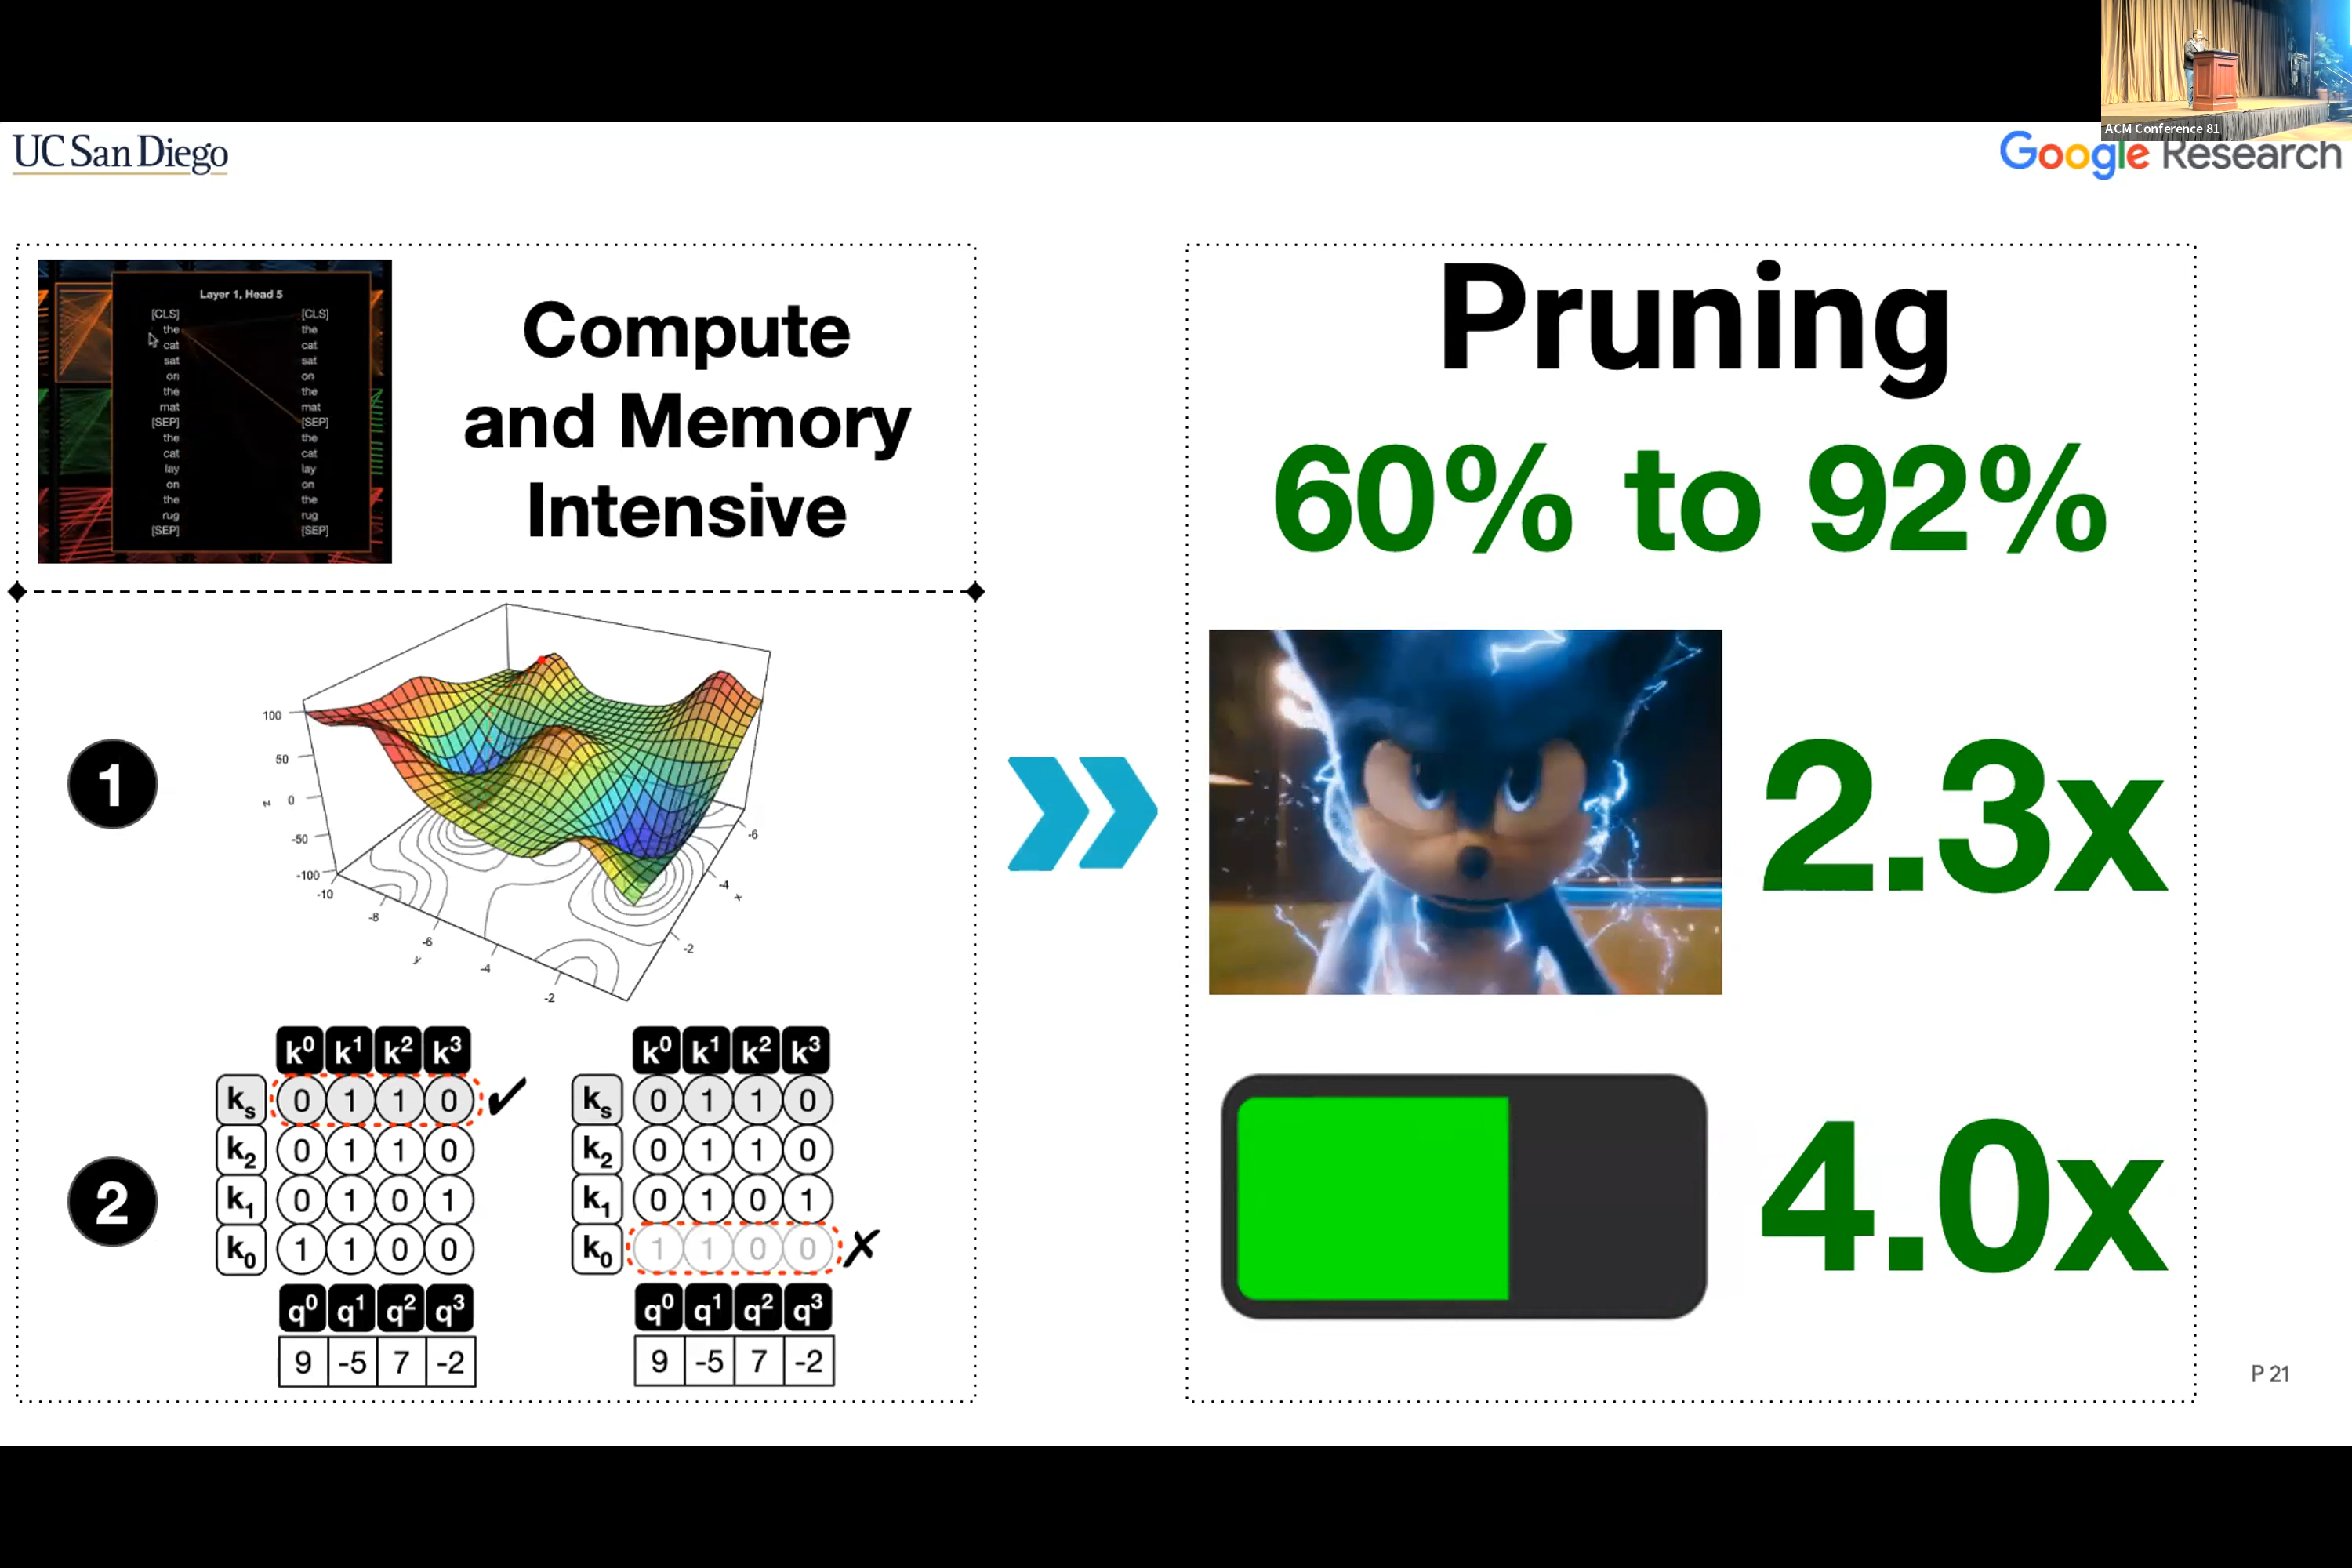 ACM Conference 81
UC San Diego
Google Research
Layer 1, Head 5
[CLS] [CLS]
the the
cat cat
sat sat
on on
the the
mat mat
[SEP] [SEP]
the the
cat cat
lay lay
on on
the the
rug rug
[SEP] [SEP]
Compute
and Memory
Intensive
1
100
50
z 0
-50
-100
-10
-8
-6
y
-4
-2
-6
-4
x
-2
2
k⁰ k¹ k² k³
kₛ 0 1 1 0 ✓
k₂ 0 1 1 0
k₁ 0 1 0 1
k₀ 1 1 0 0
q⁰ q¹ q² q³
9 -5 7 -2
k⁰ k¹ k² k³
kₛ 0 1 1 0
k₂ 0 1 1 0
k₁ 0 1 0 1
k₀ 1 1 0 0 ✗
q⁰ q¹ q² q³
9 -5 7 -2
Pruning
60% to 92%
2.3x
4.0x
P 21